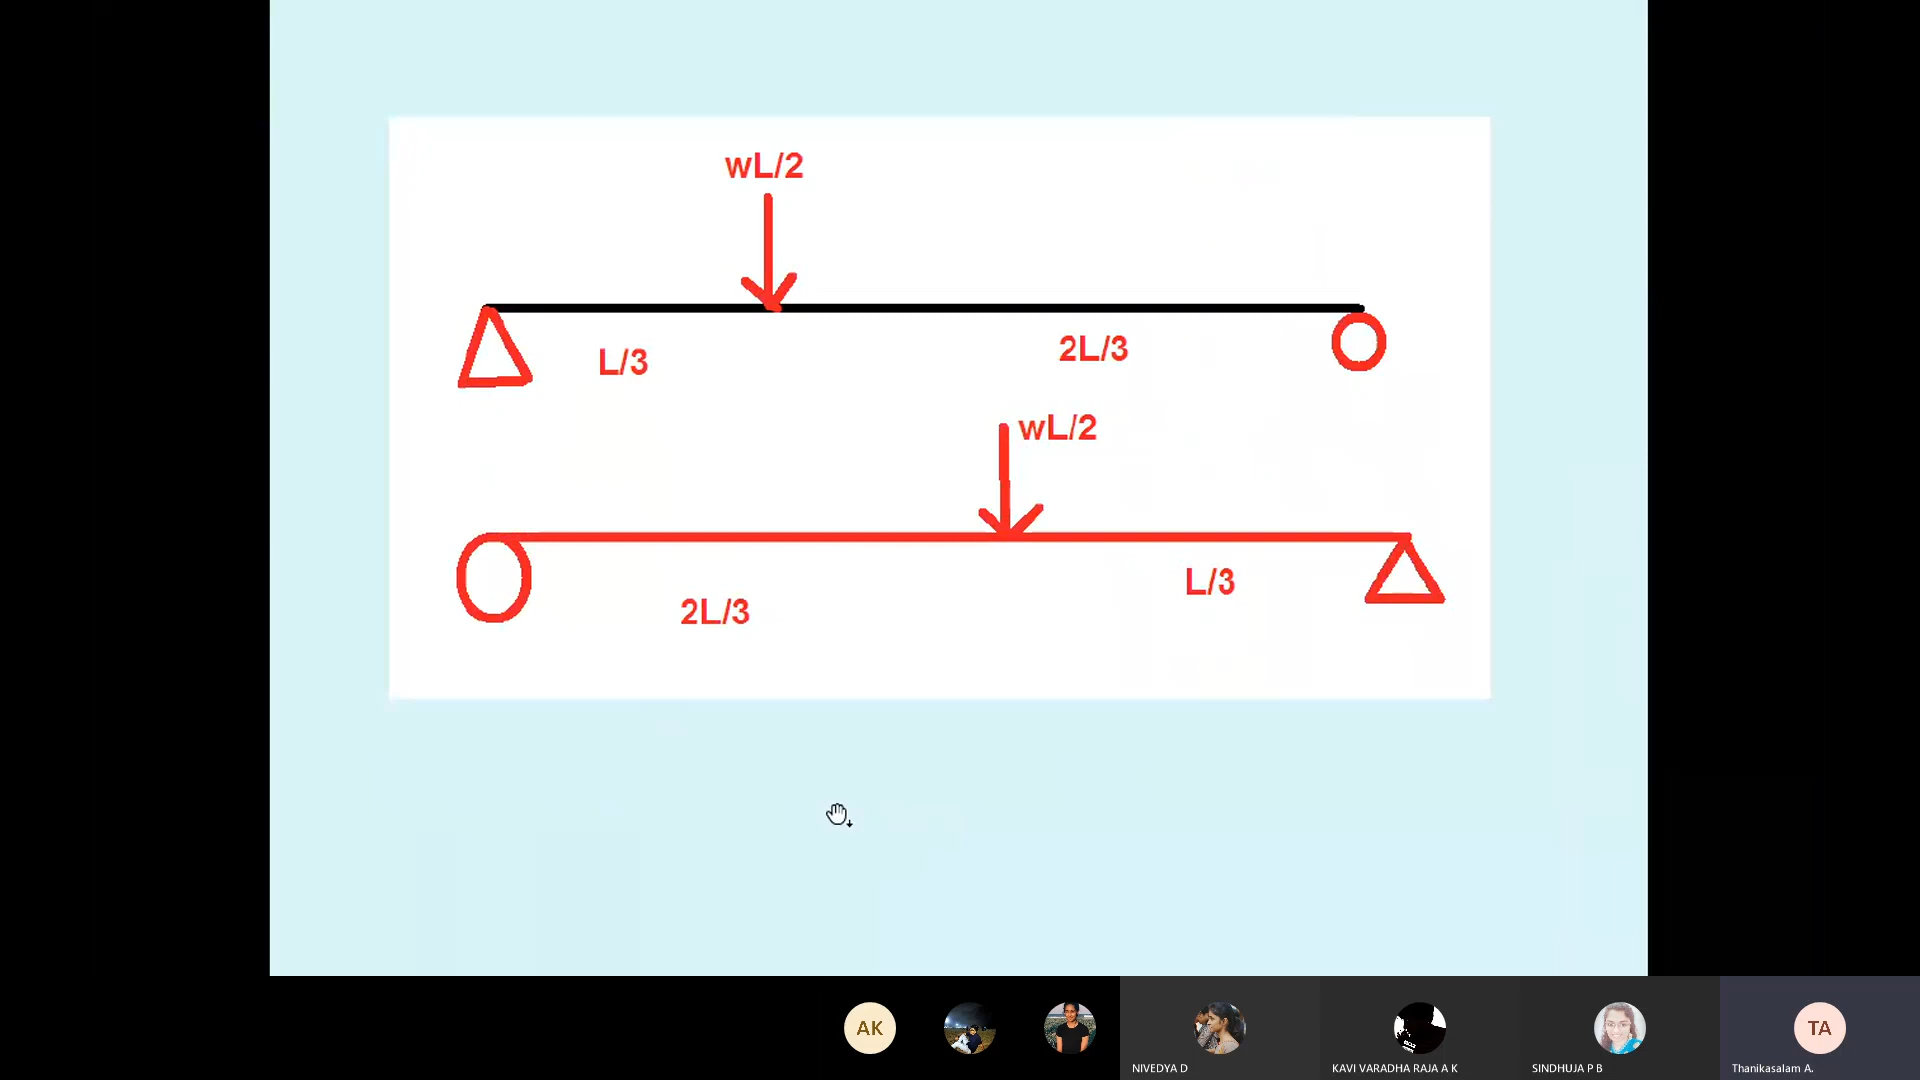 wL/2
L/3
2L/3
wL/2
L/3
2L/3
AK
TA
NIVEDYA D
KAVI VARADHA RAJA A K
SINDHUJA P B
Thanikasalam A.